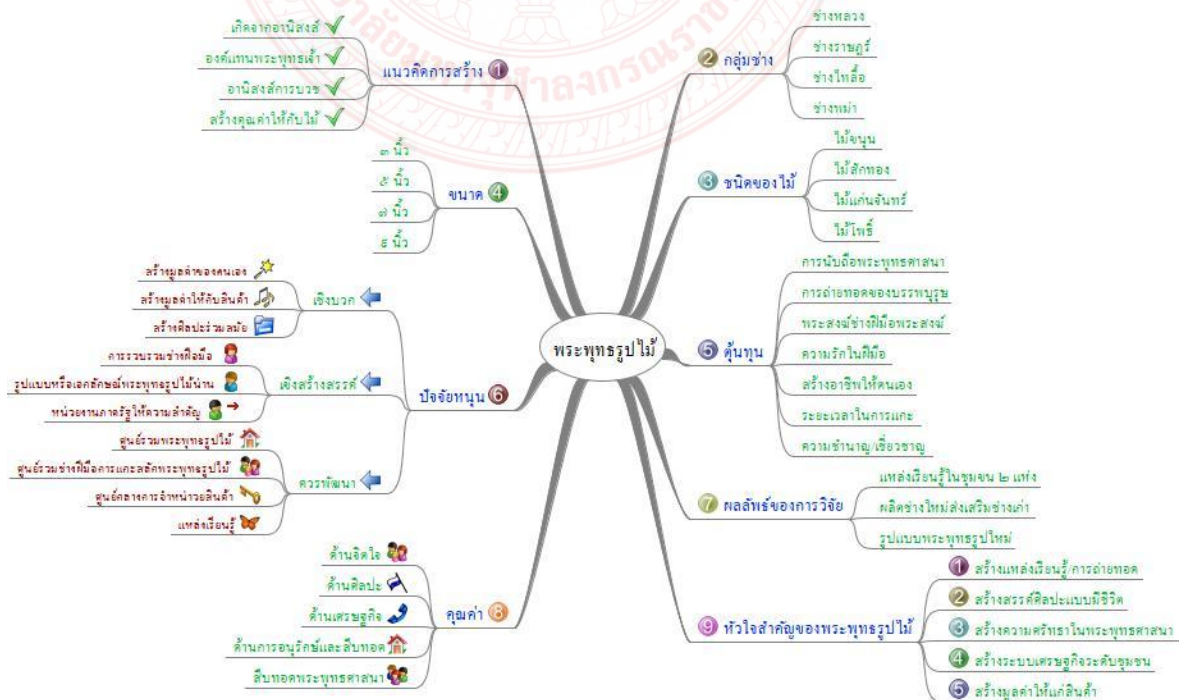 พระพุทธรูปไม้
1 แนวคิดการสร้าง
เกิดจากอานิสงส์
องค์แทนพระพุทธเจ้า
อานิสงส์การบวช
สร้างคุณค่าให้กับไม้
2 กลุ่มช่าง
ช่างหลวง
ช่างราษฎร์
ช่างไทลื้อ
ช่างพม่า
3 ชนิดของไม้
ไม้ขนุน
ไม้สักทอง
ไม้แก่นจันทร์
ไม้โพธิ์
4 ขนาด
๓ นิ้ว
๕ นิ้ว
๗ นิ้ว
๙ นิ้ว
5 ต้นทุน
การนับถือพระพุทธศาสนา
การถ่ายทอดของบรรพบุรุษ
พระสงฆ์ช่างฝีมือพระสงฆ์
ความรักในฝีมือ
สร้างอาชีพให้ตนเอง
ระยะเวลาในการแกะ
ความชำนาญ/เชี่ยวชาญ
6 ปัจจัยหนุน
เชิงบวก
สร้างมูลค่าของตนเอง
สร้างมูลค่าให้กับสินค้า
สร้างศิลปะร่วมสมัย
เชิงสร้างสรรค์
การรวบรวมช่างฝีมือ
รูปแบบหรือเอกลักษณ์พระพุทธรูปไม้น่าน
หน่วยงานภาครัฐให้ความสำคัญ
ควรพัฒนา
ศูนย์รวมพระพุทธรูปไม้
ศูนย์รวมช่างฝีมือการแกะสลักพระพุทธรูปไม้
ศูนย์กลางการจำหน่วยสินค้า
แหล่งเรียนรู้
7 ผลลัพธ์ของการวิจัย
แหล่งเรียนรู้ในชุมชน ๒ แห่ง
ผลิตช่างใหม่ส่งเสริมช่างเก่า
รูปแบบพระพุทธรูปใหม่
8 คุณค่า
ด้านจิตใจ
ด้านศิลปะ
ด้านเศรษฐกิจ
ด้านการอนุรักษ์และสืบทอด
สืบทอดพระพุทธศาสนา
9 หัวใจสำคัญของพระพุทธรูปไม้
1 สร้างแหล่งเรียนรู้/การถ่ายทอด
2 สร้างสรรค์ศิลปะแบบมีชีวิต
3 สร้างความศรัทธาในพระพุทธศาสนา
4 สร้างระบบเศรษฐกิจระดับชุมชน
5 สร้างมูลค่าให้แก่สินค้า